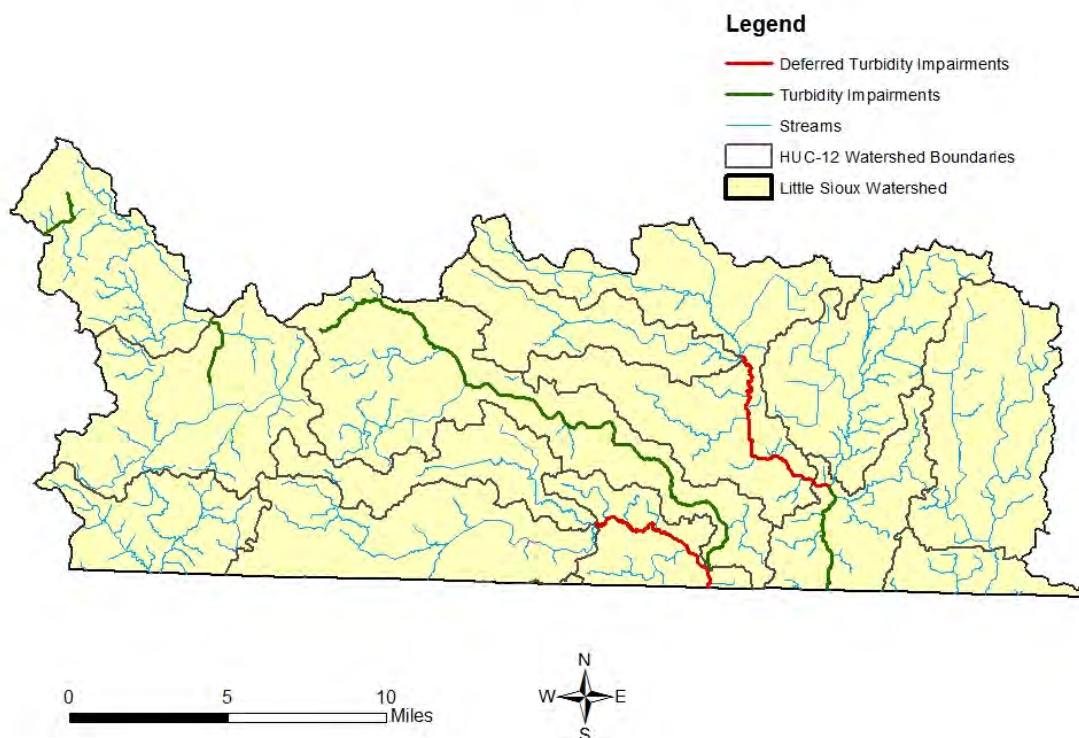 Legend
Deferred Turbidity Impairments
Turbidity Impairments
Streams
HUC-12 Watershed Boundaries
Little Sioux Watershed
0 5 10
Miles
N
W E
S